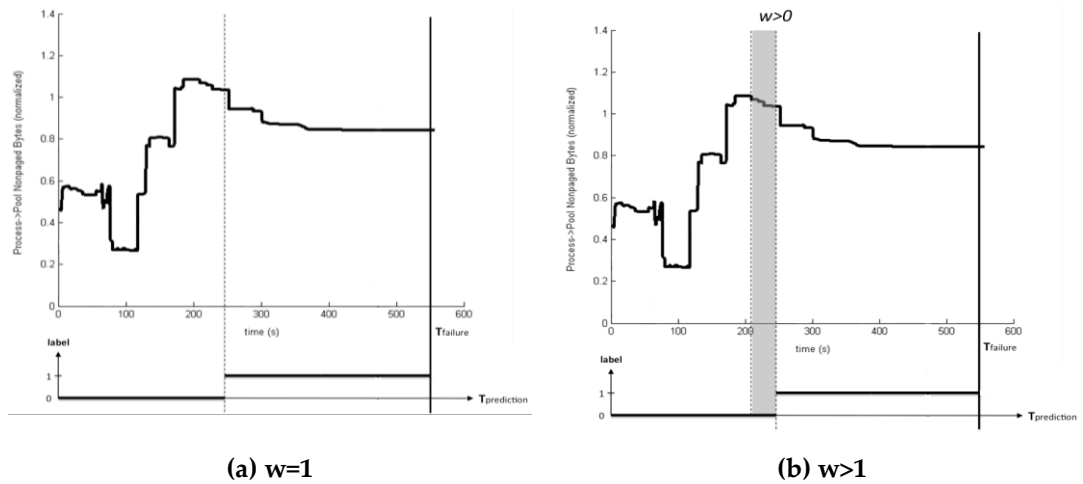 w>0
1.4
1.2
1
0.8
0.6
0.4
0.2
0
Process->Pool Nonpaged Bytes (normalized)
0 100 200 300 400 500 600
time (s)
Tfailure
label
1
0
Tprediction
1.4
1.2
1
0.8
0.6
0.4
0.2
0
Process->Pool Nonpaged Bytes (normalized)
0 100 200 300 400 500 600
time (s)
Tfailure
label
1
0
Tprediction
(a) w=1
(b) w>1